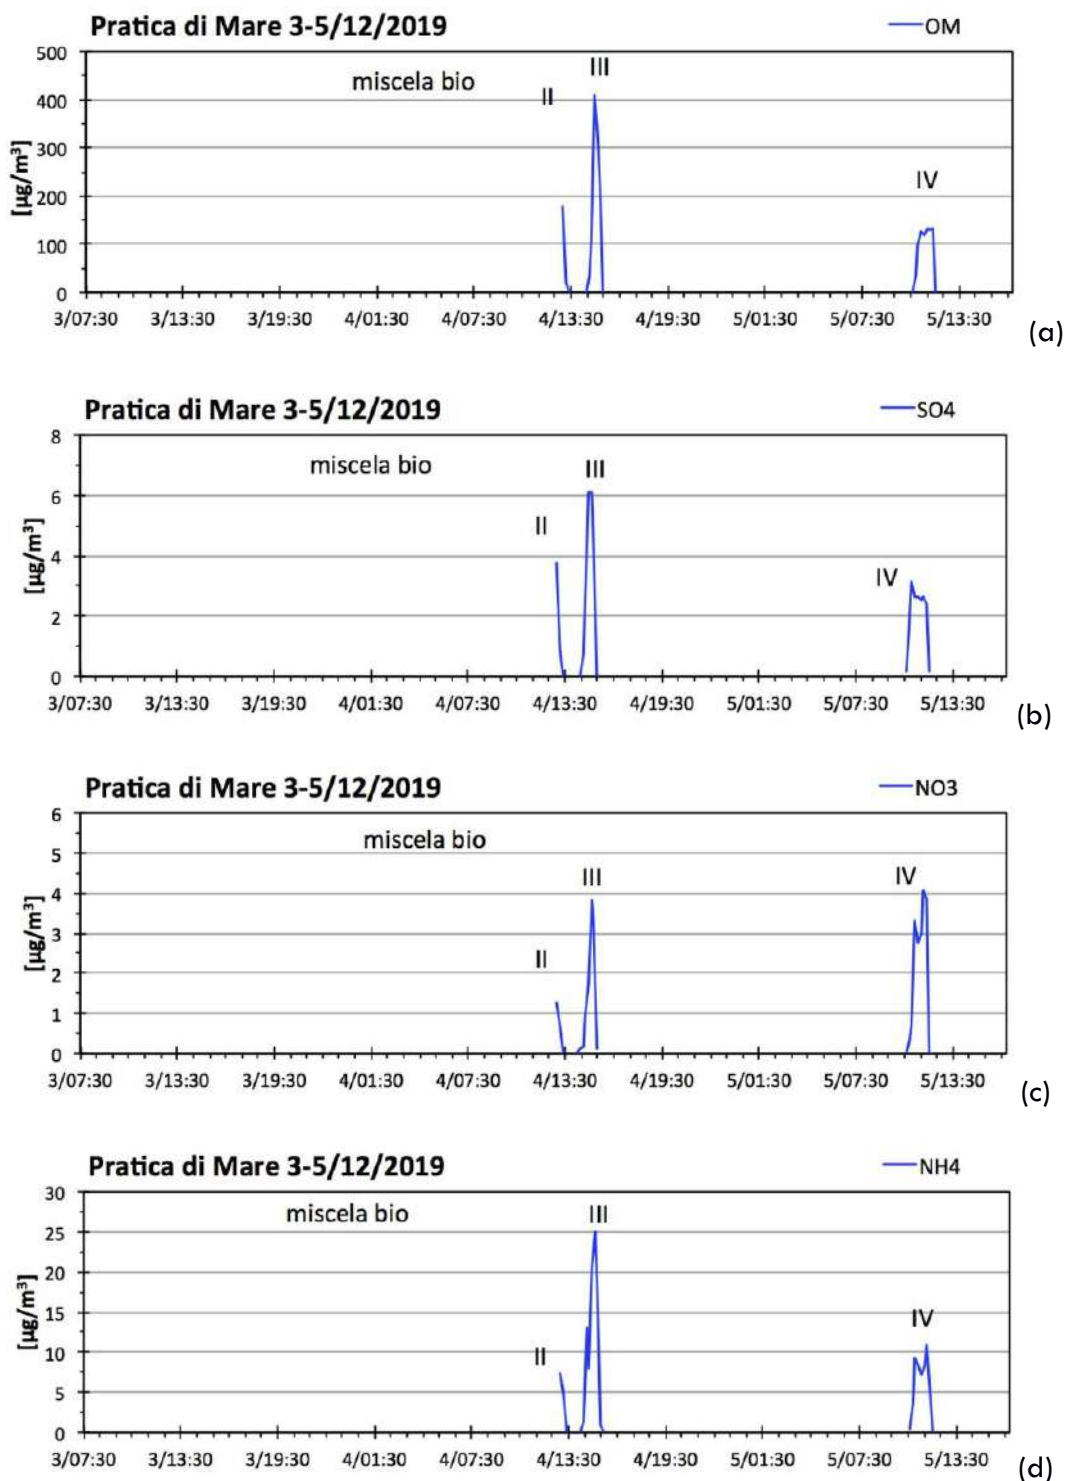 Pratica di Mare 3-5/12/2019
OM
500
400
300
200
100
0
[µg/m³]
miscela bio
II
III
IV
3/07:30 3/13:30 3/19:30 4/01:30 4/07:30 4/13:30 4/19:30 5/01:30 5/07:30 5/13:30
(a)
Pratica di Mare 3-5/12/2019
SO4
8
6
4
2
0
[µg/m³]
miscela bio
II
III
IV
3/07:30 3/13:30 3/19:30 4/01:30 4/07:30 4/13:30 4/19:30 5/01:30 5/07:30 5/13:30
(b)
Pratica di Mare 3-5/12/2019
NO3
6
5
4
3
2
1
0
[µg/m³]
miscela bio
II
III
IV
3/07:30 3/13:30 3/19:30 4/01:30 4/07:30 4/13:30 4/19:30 5/01:30 5/07:30 5/13:30
(c)
Pratica di Mare 3-5/12/2019
NH4
30
25
20
15
10
5
0
[µg/m³]
miscela bio
II
III
IV
3/07:30 3/13:30 3/19:30 4/01:30 4/07:30 4/13:30 4/19:30 5/01:30 5/07:30 5/13:30
(d)